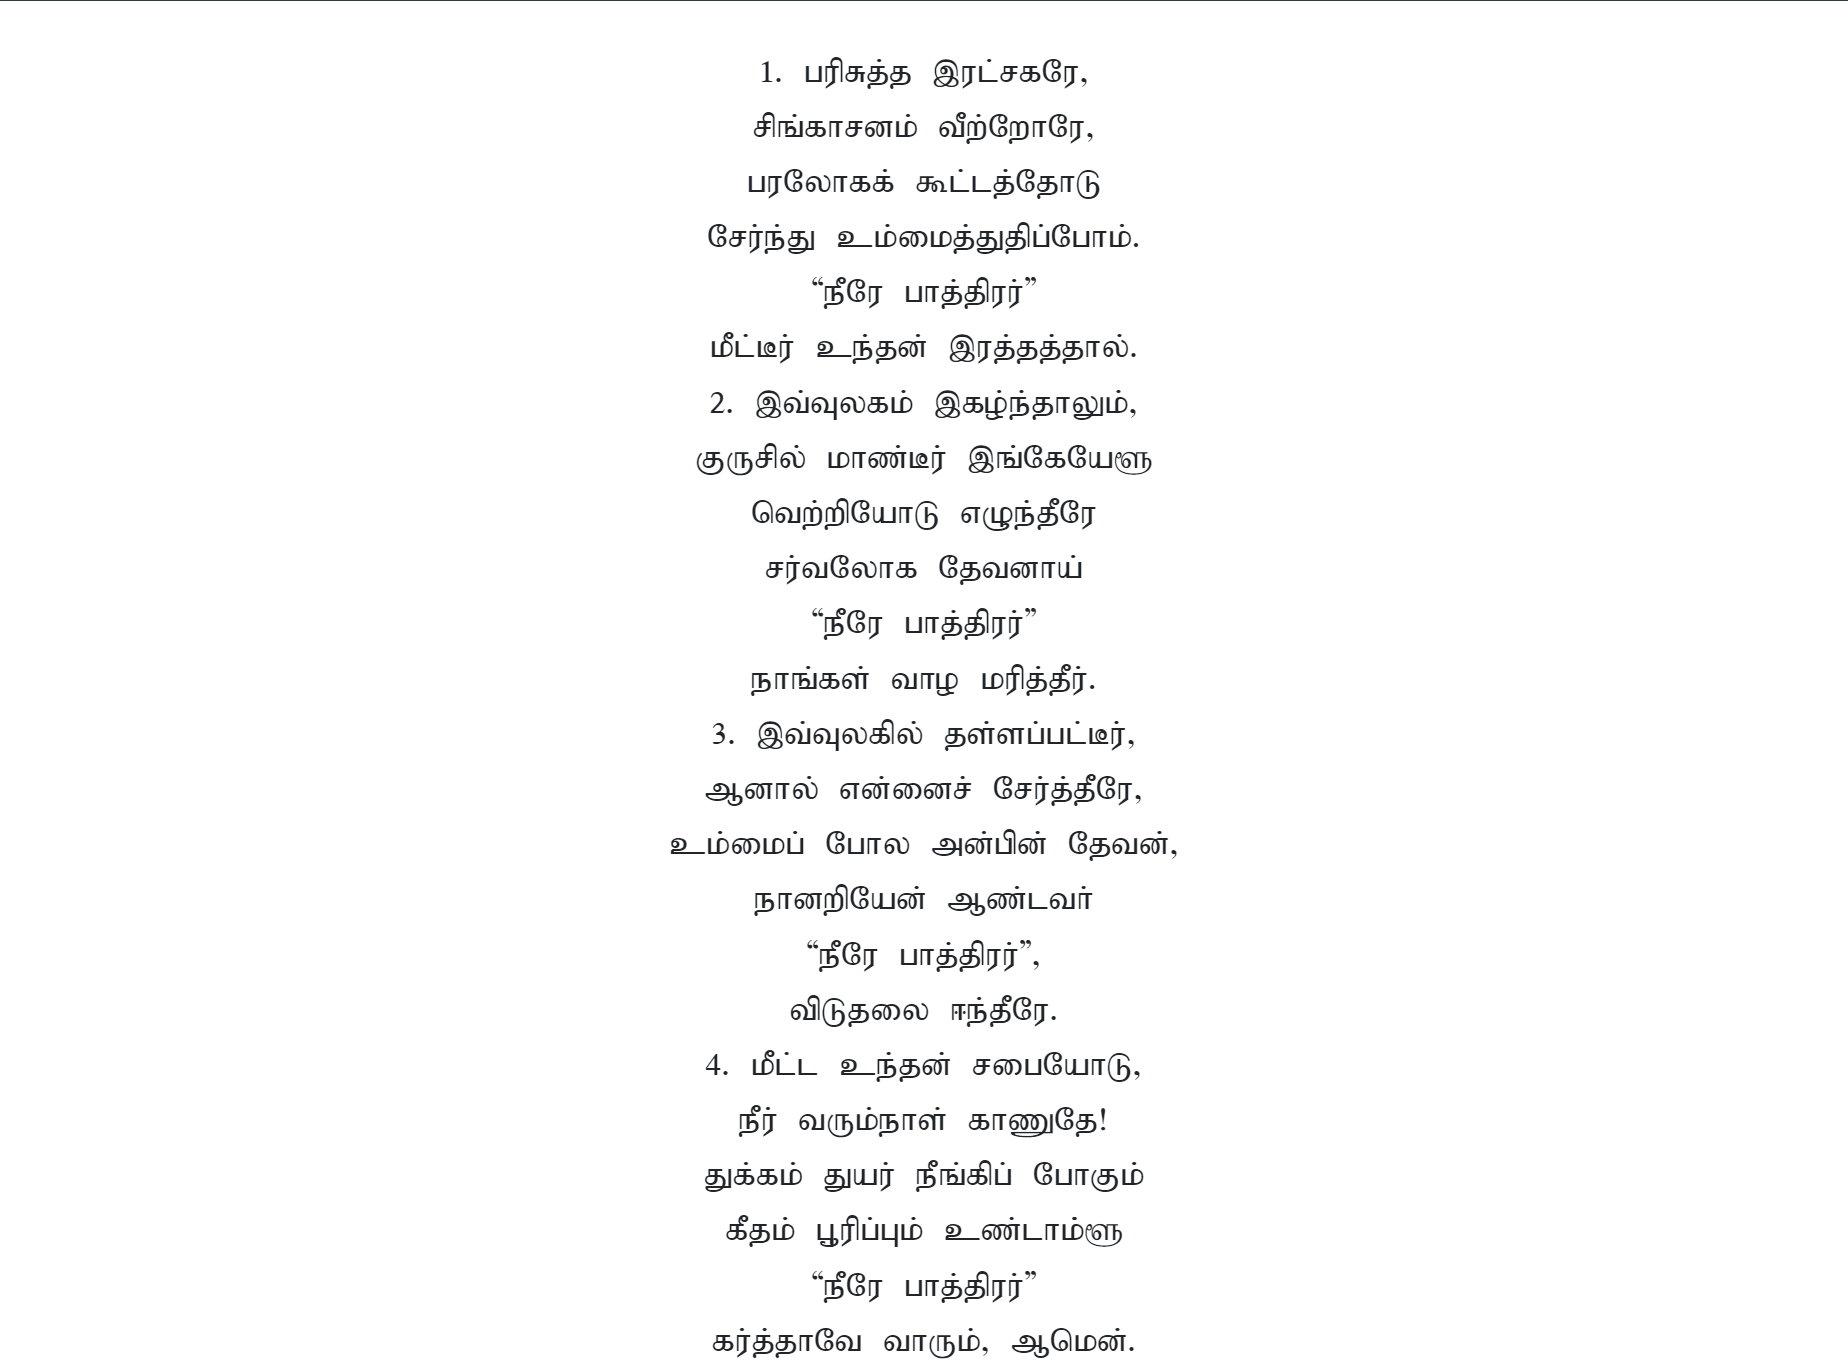 1. பரிசுத்த இரட்சகரே,
சிங்காசனம் வீற்றோரே,
பரலோகக் கூட்டத்தோடு
சேர்ந்து உம்மைத்துதிப்போம்.
“நீரே பாத்திரர்”
மீட்டீர் உந்தன் இரத்தத்தால்.
2. இவ்வுலகம் இகழ்ந்தாலும்,
குருசில் மாண்டீர் இங்கேயேளூ
வெற்றியோடு எழுந்தீரே
சர்வலோக தேவனாய்
“நீரே பாத்திரர்”
நாங்கள் வாழ மரித்தீர்.
3. இவ்வுலகில் தள்ளப்பட்டீர்,
ஆனால் என்னைச் சேர்த்தீரே,
உம்மைப் போல அன்பின் தேவன்,
நானறியேன் ஆண்டவர்
“நீரே பாத்திரர்”,
விடுதலை ஈந்தீரே.
4. மீட்ட உந்தன் சபையோடு,
நீர் வரும்நாள் காணுதே!
துக்கம் துயர் நீங்கிப் போகும்
கீதம் பூரிப்பும் உண்டாம்ளூ
“நீரே பாத்திரர்”
கர்த்தாவே வாரும், ஆமென்.